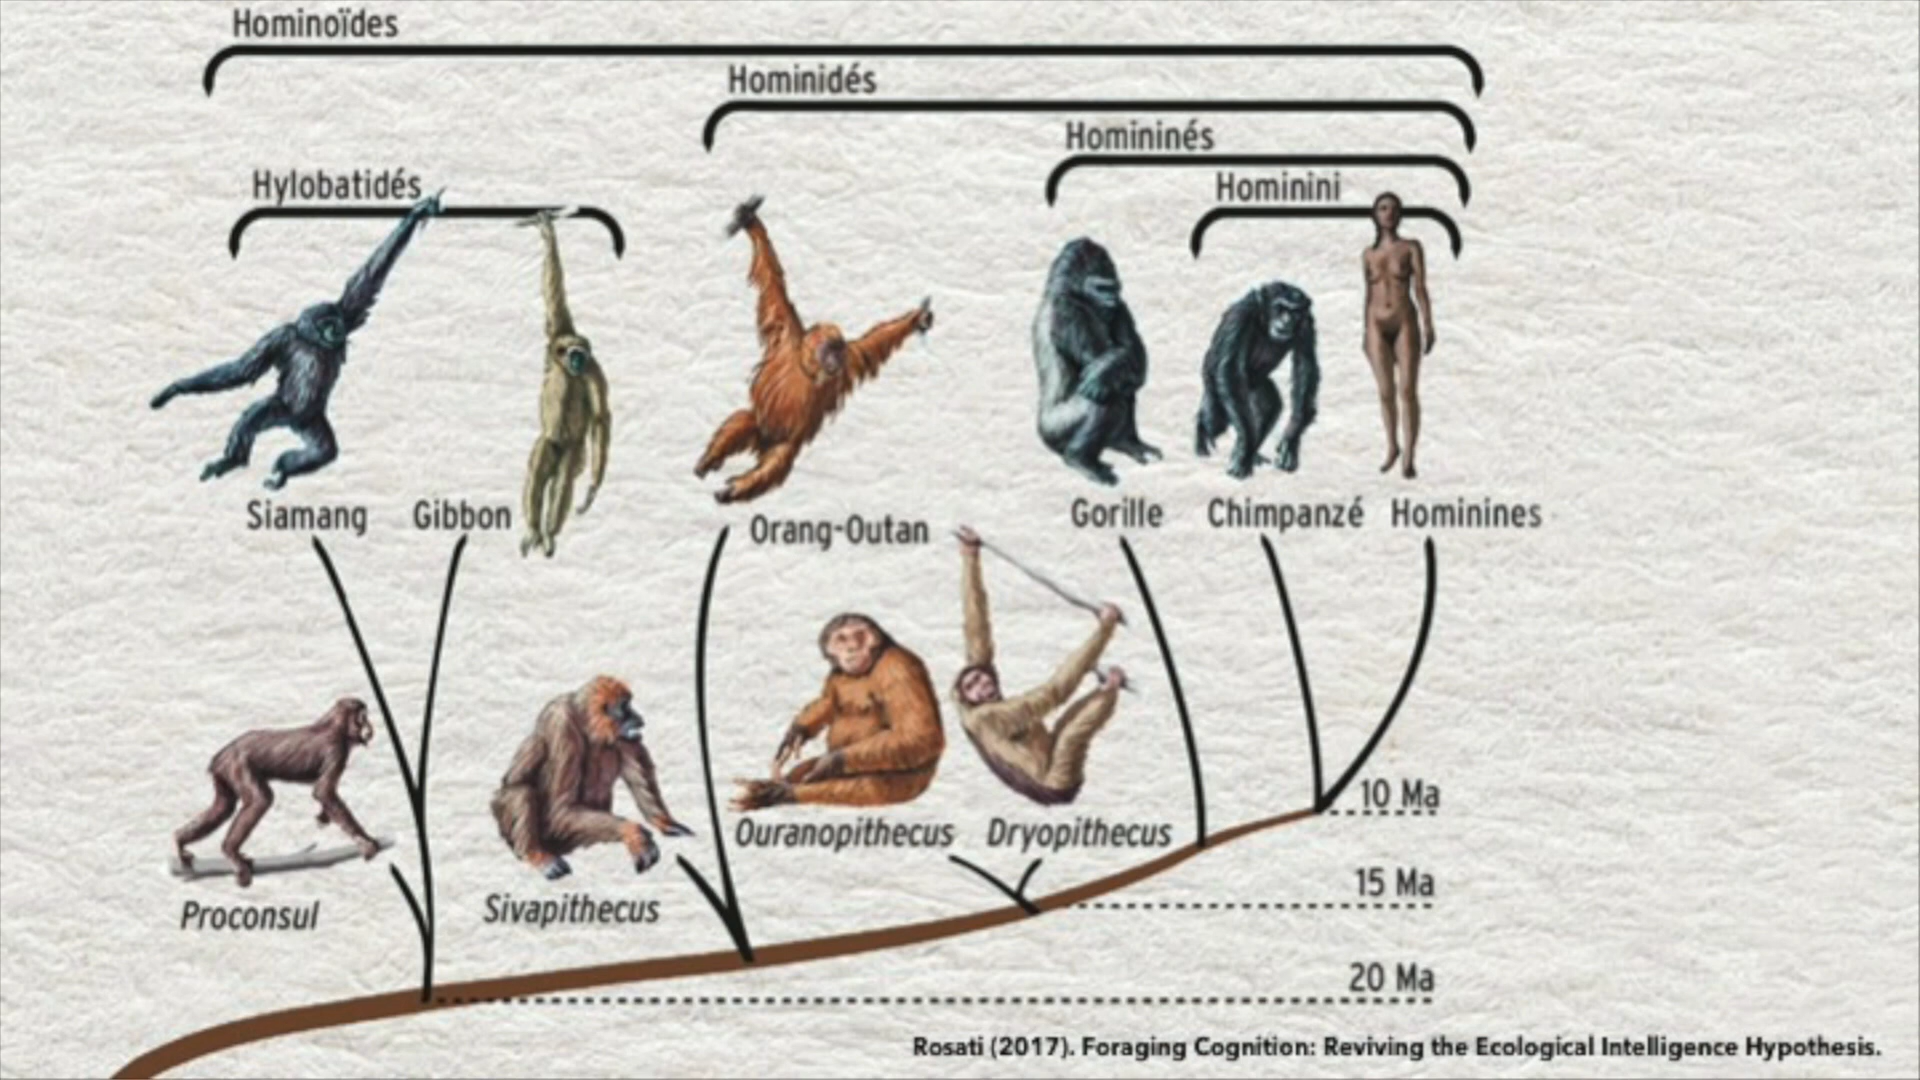 Hominoïdes
Hominidés
Homininés
Hylobatidés
Hominini
Siamang
Gibbon
Orang-Outan
Gorille
Chimpanzé
Hominines
Proconsul
Sivapithecus
Ouranopithecus
Dryopithecus
10 Ma
15 Ma
20 Ma
Rosati (2017). Foraging Cognition: Reviving the Ecological Intelligence Hypothesis.